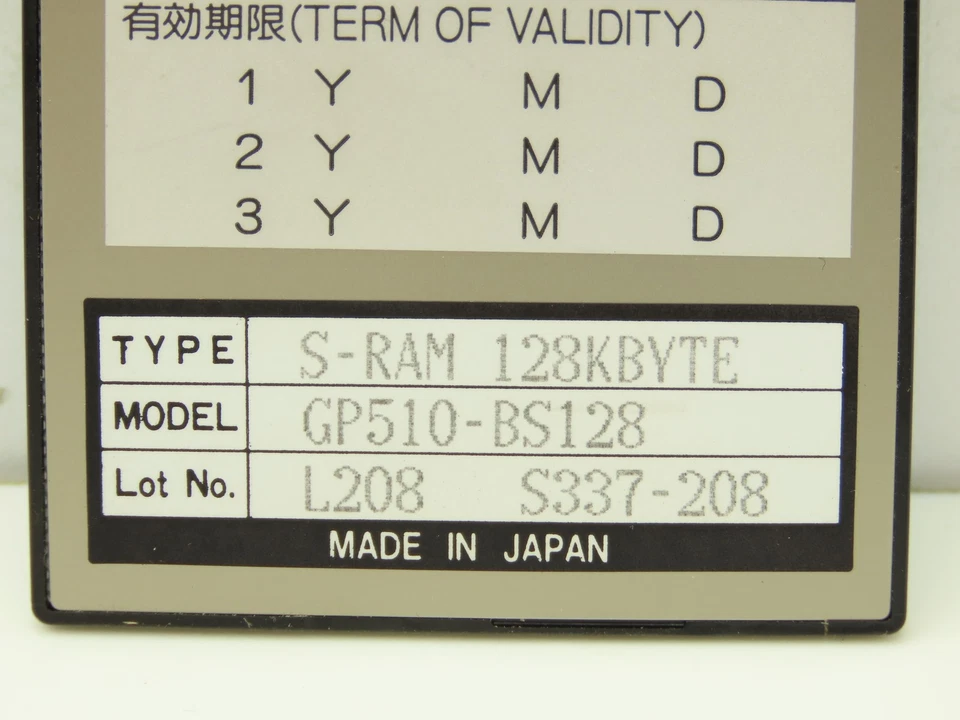 有効期限(TERM OF VALIDITY)
1 Y M D
2 Y M D
3 Y M D
TYPE S-RAM 128KBYTE
MODEL GP510-BS128
Lot No. L208 S337-208
MADE IN JAPAN